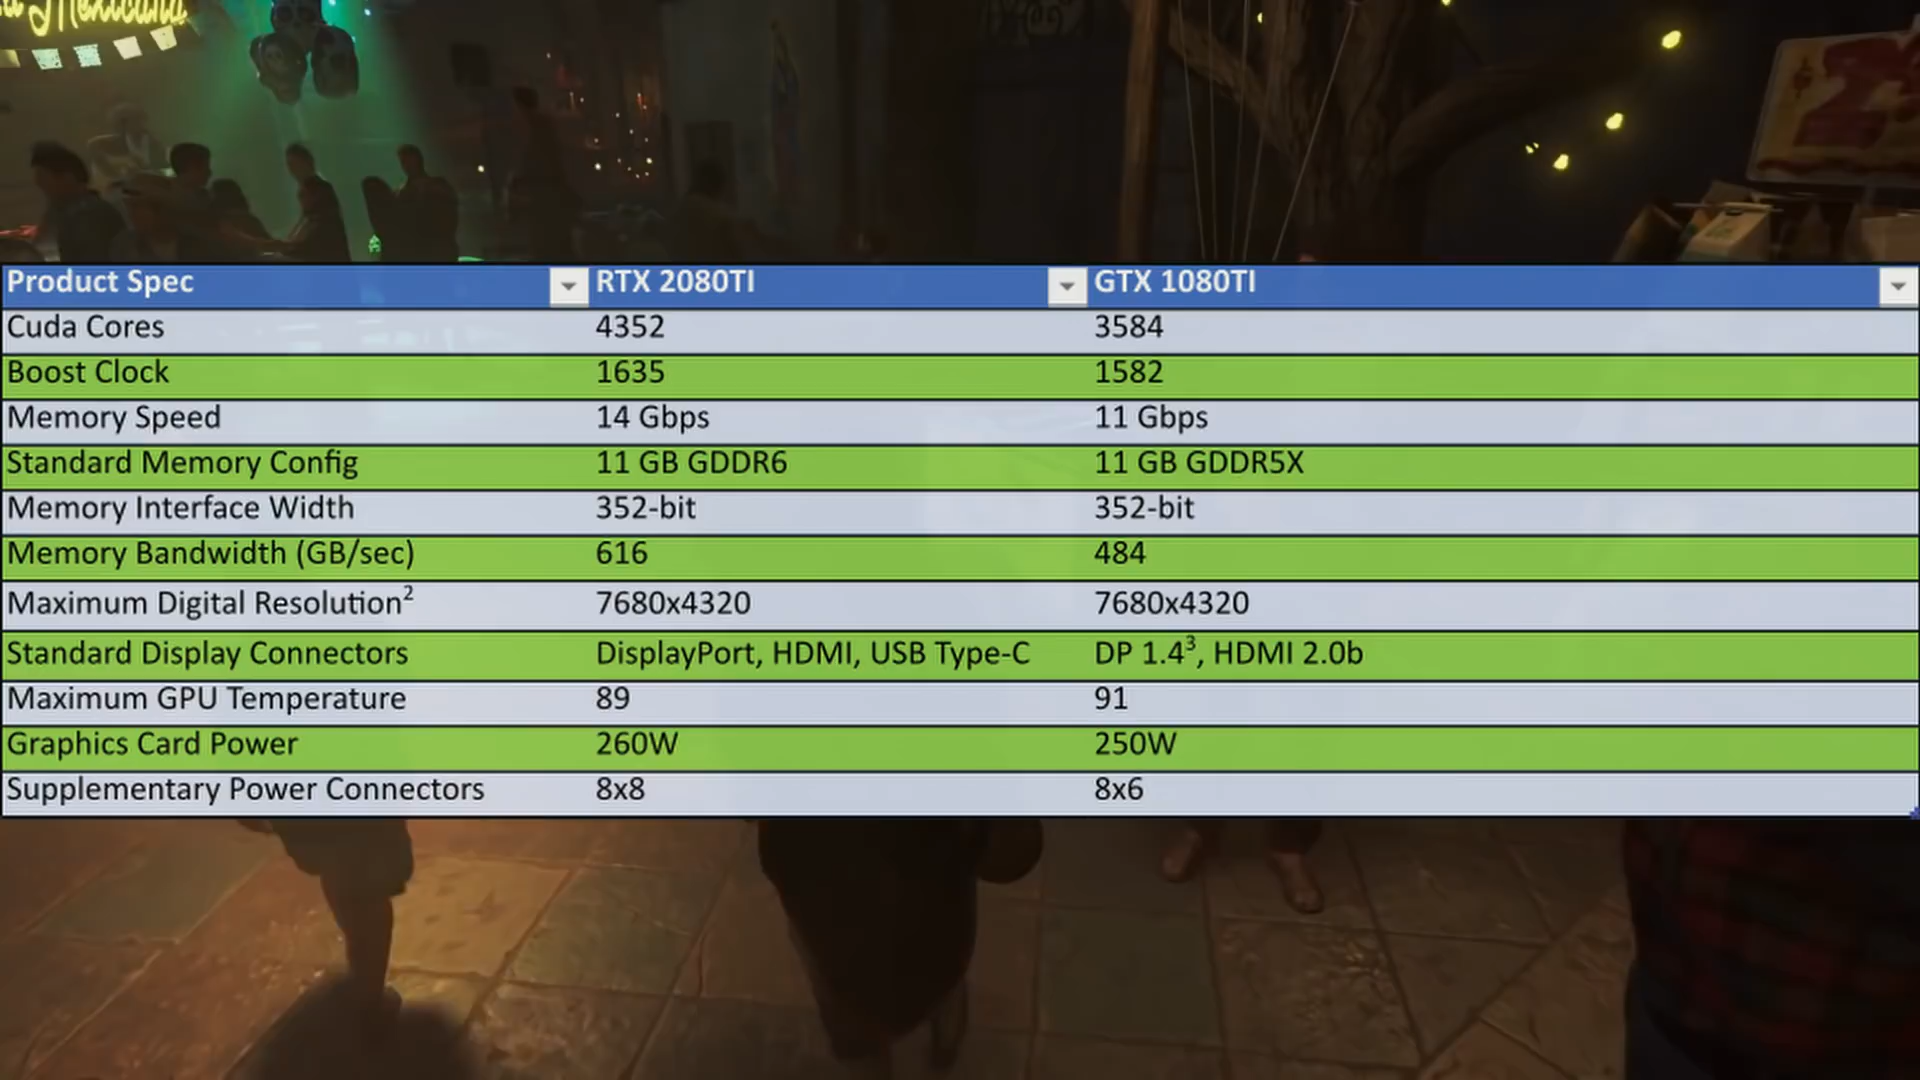 a Mexicana
Product Spec RTX 2080TI GTX 1080TI
Cuda Cores 4352 3584
Boost Clock 1635 1582
Memory Speed 14 Gbps 11 Gbps
Standard Memory Config 11 GB GDDR6 11 GB GDDR5X
Memory Interface Width 352-bit 352-bit
Memory Bandwidth (GB/sec) 616 484
Maximum Digital Resolution² 7680x4320 7680x4320
Standard Display Connectors DisplayPort, HDMI, USB Type-C DP 1.4³, HDMI 2.0b
Maximum GPU Temperature 89 91
Graphics Card Power 260W 250W
Supplementary Power Connectors 8x8 8x6